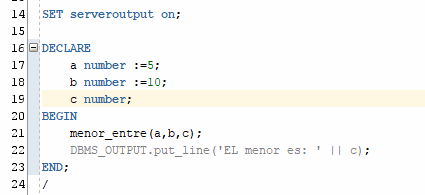 14 SET serveroutput on;
15
16 DECLARE
17 a number :=5;
18 b number :=10;
19 c number;
20 BEGIN
21 menor_entre(a,b,c);
22 DBMS_OUTPUT.put_line('EL menor es: ' || c);
23 END;
24 /